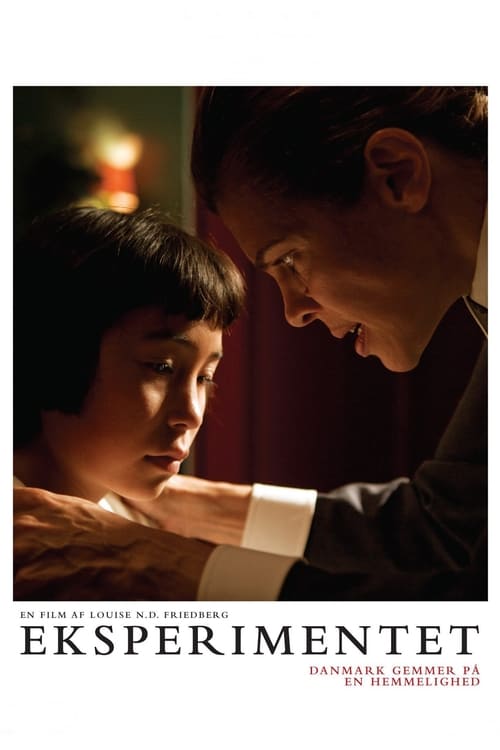 EN FILM AF LOUISE N.D. FRIEDBERG
EKSPERIMENTET
DANMARK GEMMER PÅ
EN HEMMELIGHED